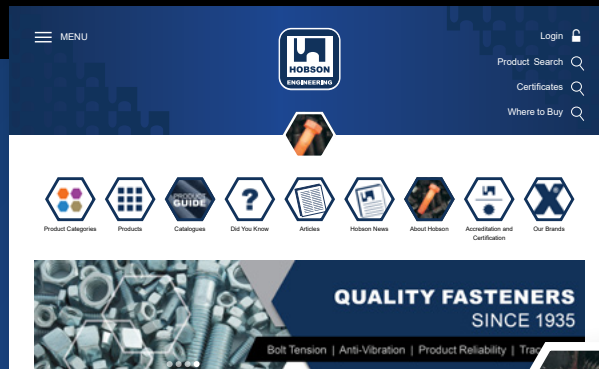 MENU
Login
HOBSON
ENGINEERING
Product Search
Certificates
Where to Buy
PRODUCT
GUIDE
?
Product Categories
Products
Catalogues
Did You Know
Articles
Hobson News
About Hobson
Accreditation and
Certification
Our Brands
QUALITY FASTENERS
SINCE 1935
Bolt Tension | Anti-Vibration | Product Reliability |